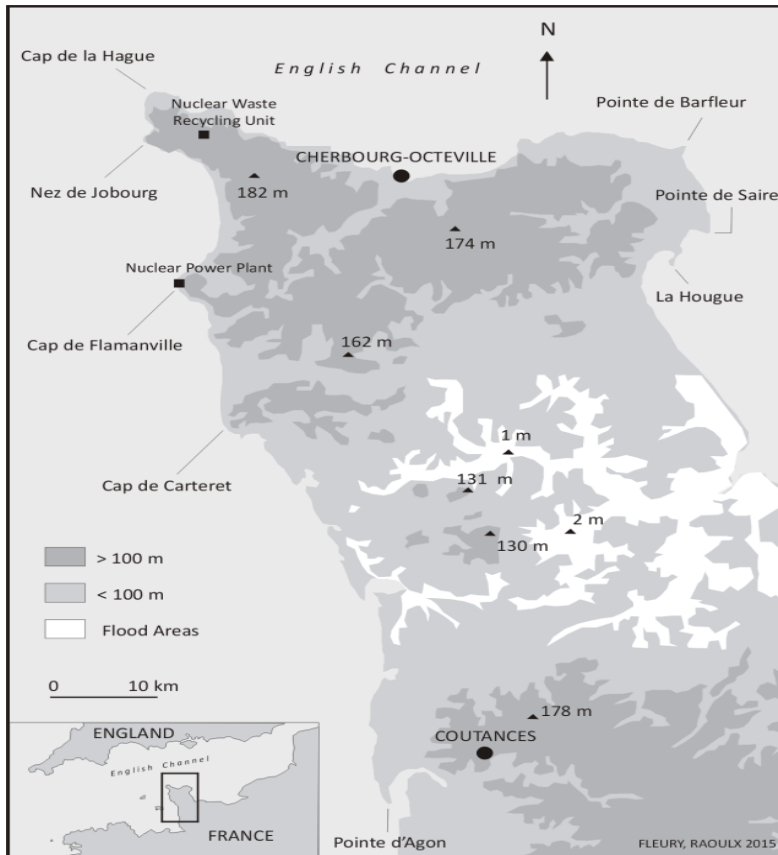 N
Cap de la Hague
English Channel
Nuclear Waste
Recycling Unit
Pointe de Barfleur
CHERBOURG-OCTEVILLE
Nez de Jobourg
182 m
Pointe de Saire
174 m
Nuclear Power Plant
La Hougue
Cap de Flamanville
162 m
1 m
131 m
Cap de Carteret
2 m
130 m
> 100 m
< 100 m
Flood Areas
0 10 km
178 m
COUTANCES
ENGLAND
English Channel
FRANCE
Pointe d'Agon
FLEURY, RAOULX 2015